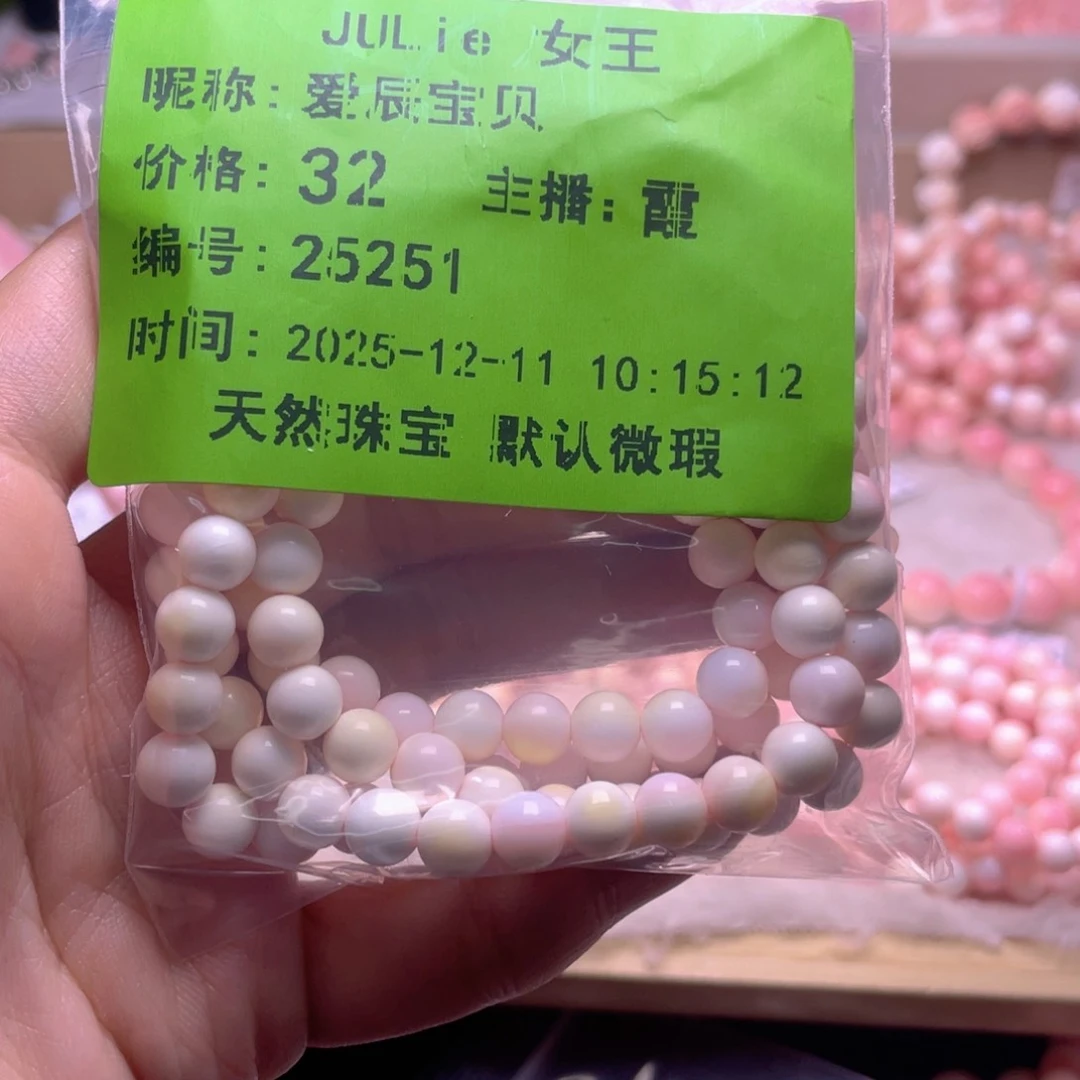 JULie 女王
昵称：爱辰宝贝
价格：32 主播：霞
编号：25251
时间：2025-12-11 10:15:12
天然珠宝 默认微瑕